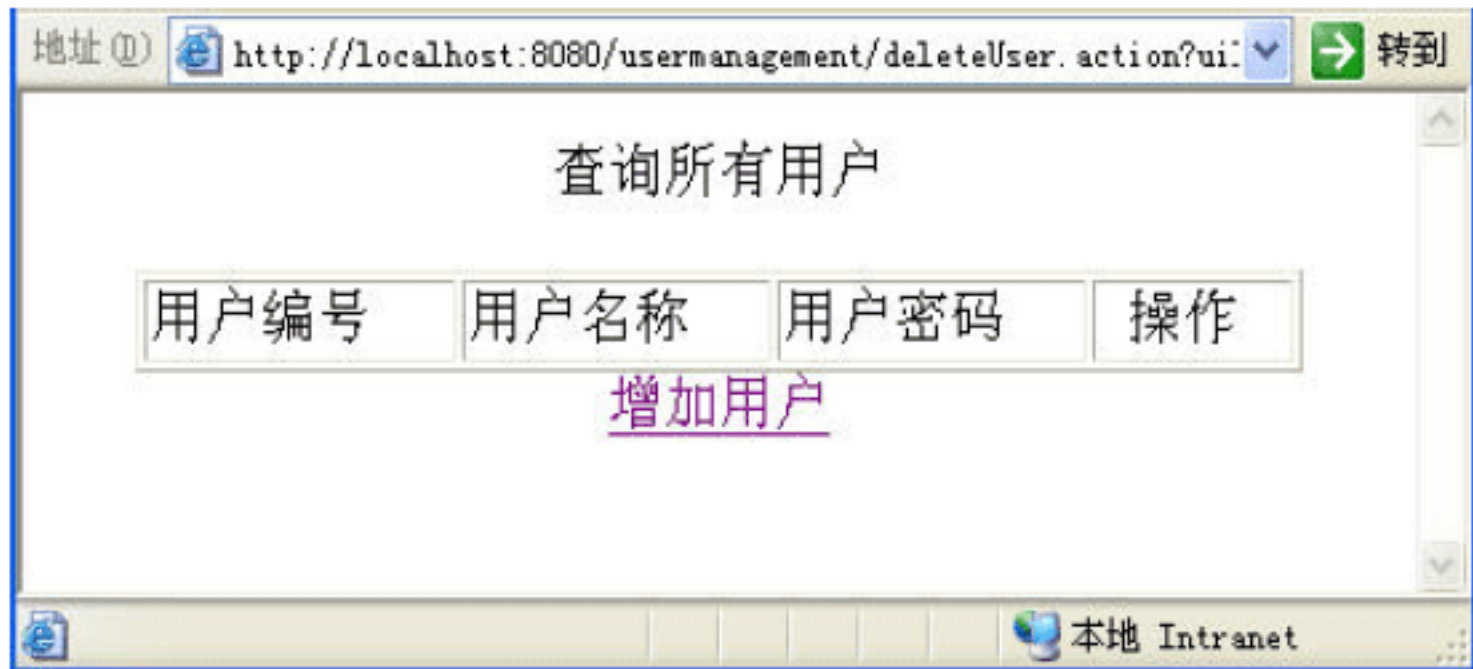 地址(D) http://localhost:8080/usermanagement/deleteUser.action?ui 转到
查询所有用户
用户编号 用户名称 用户密码 操作
增加用户
本地 Intranet